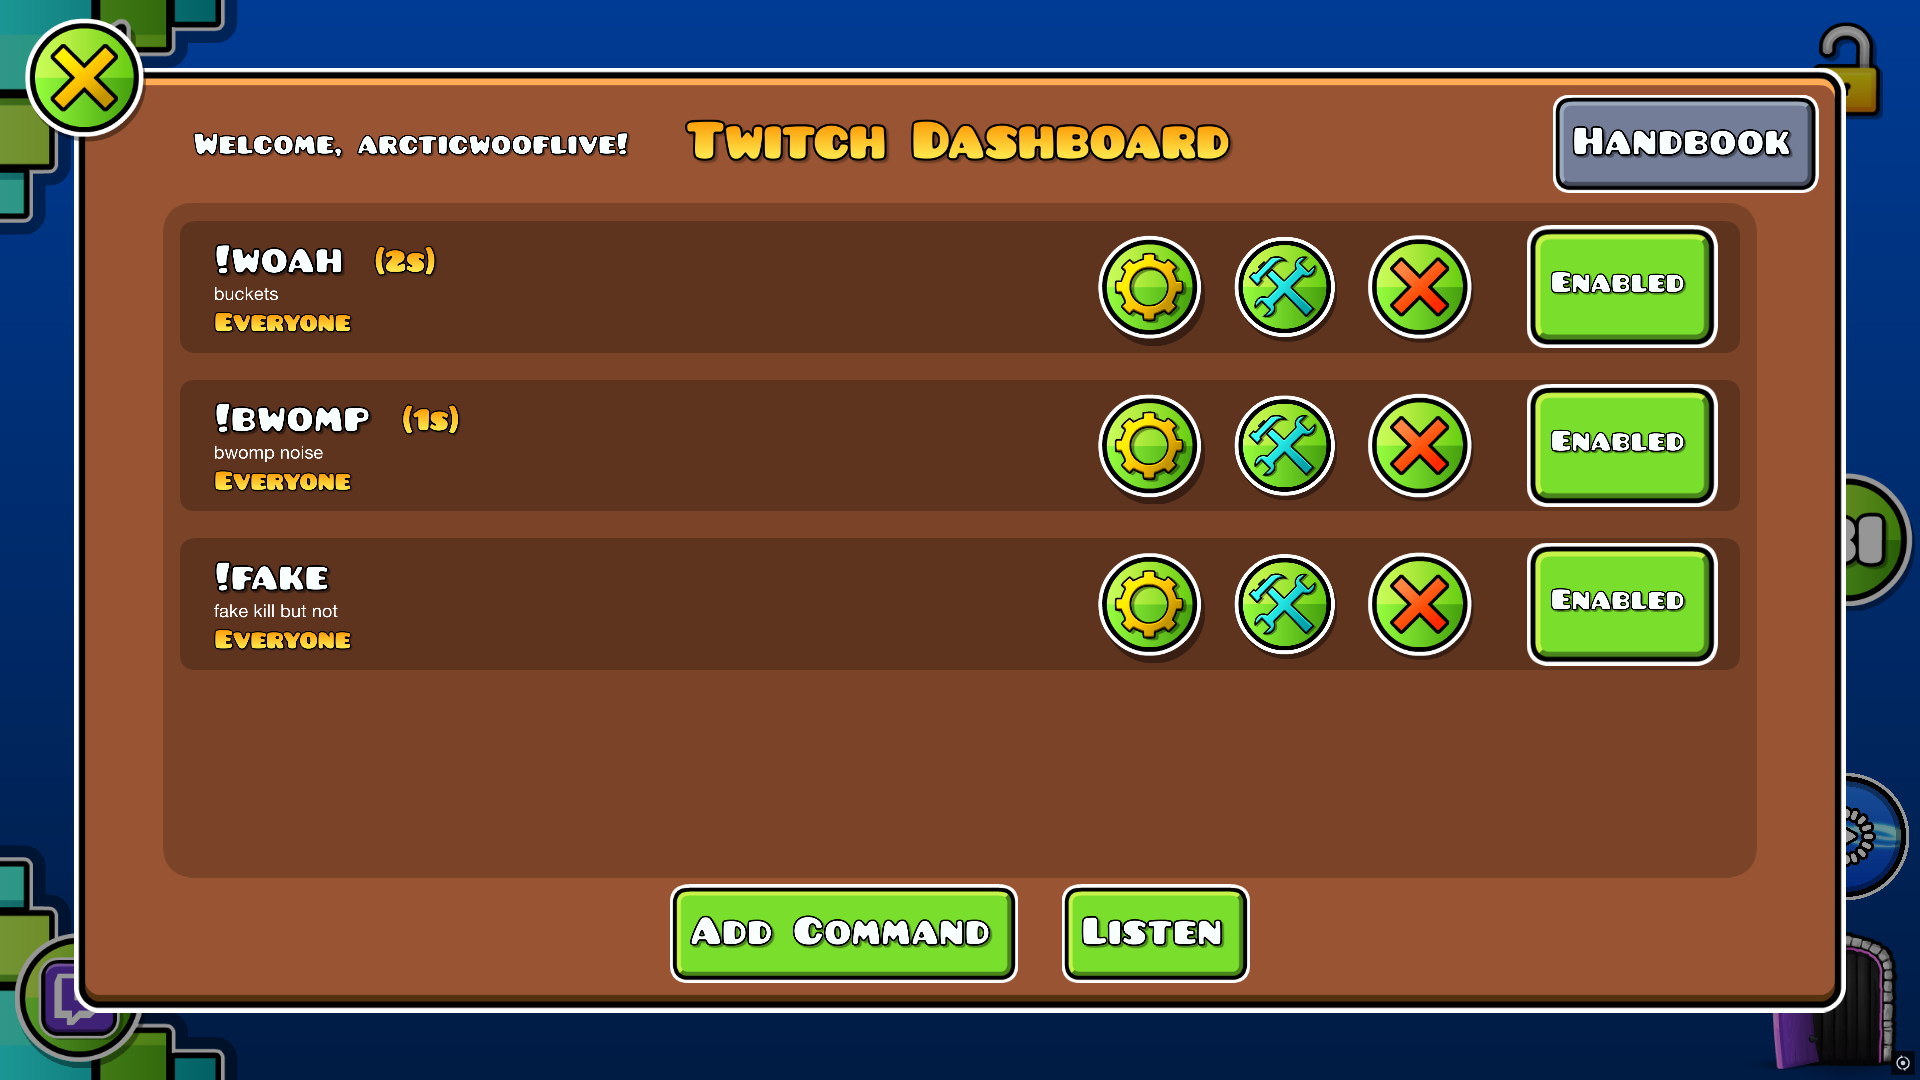 Welcome, arcticwooflive!
Twitch Dashboard
Handbook
!woah (2s)
buckets
Everyone
Enabled
!bwomp (1s)
bwomp noise
Everyone
Enabled
!fake
fake kill but not
Everyone
Enabled
Add Command
Listen